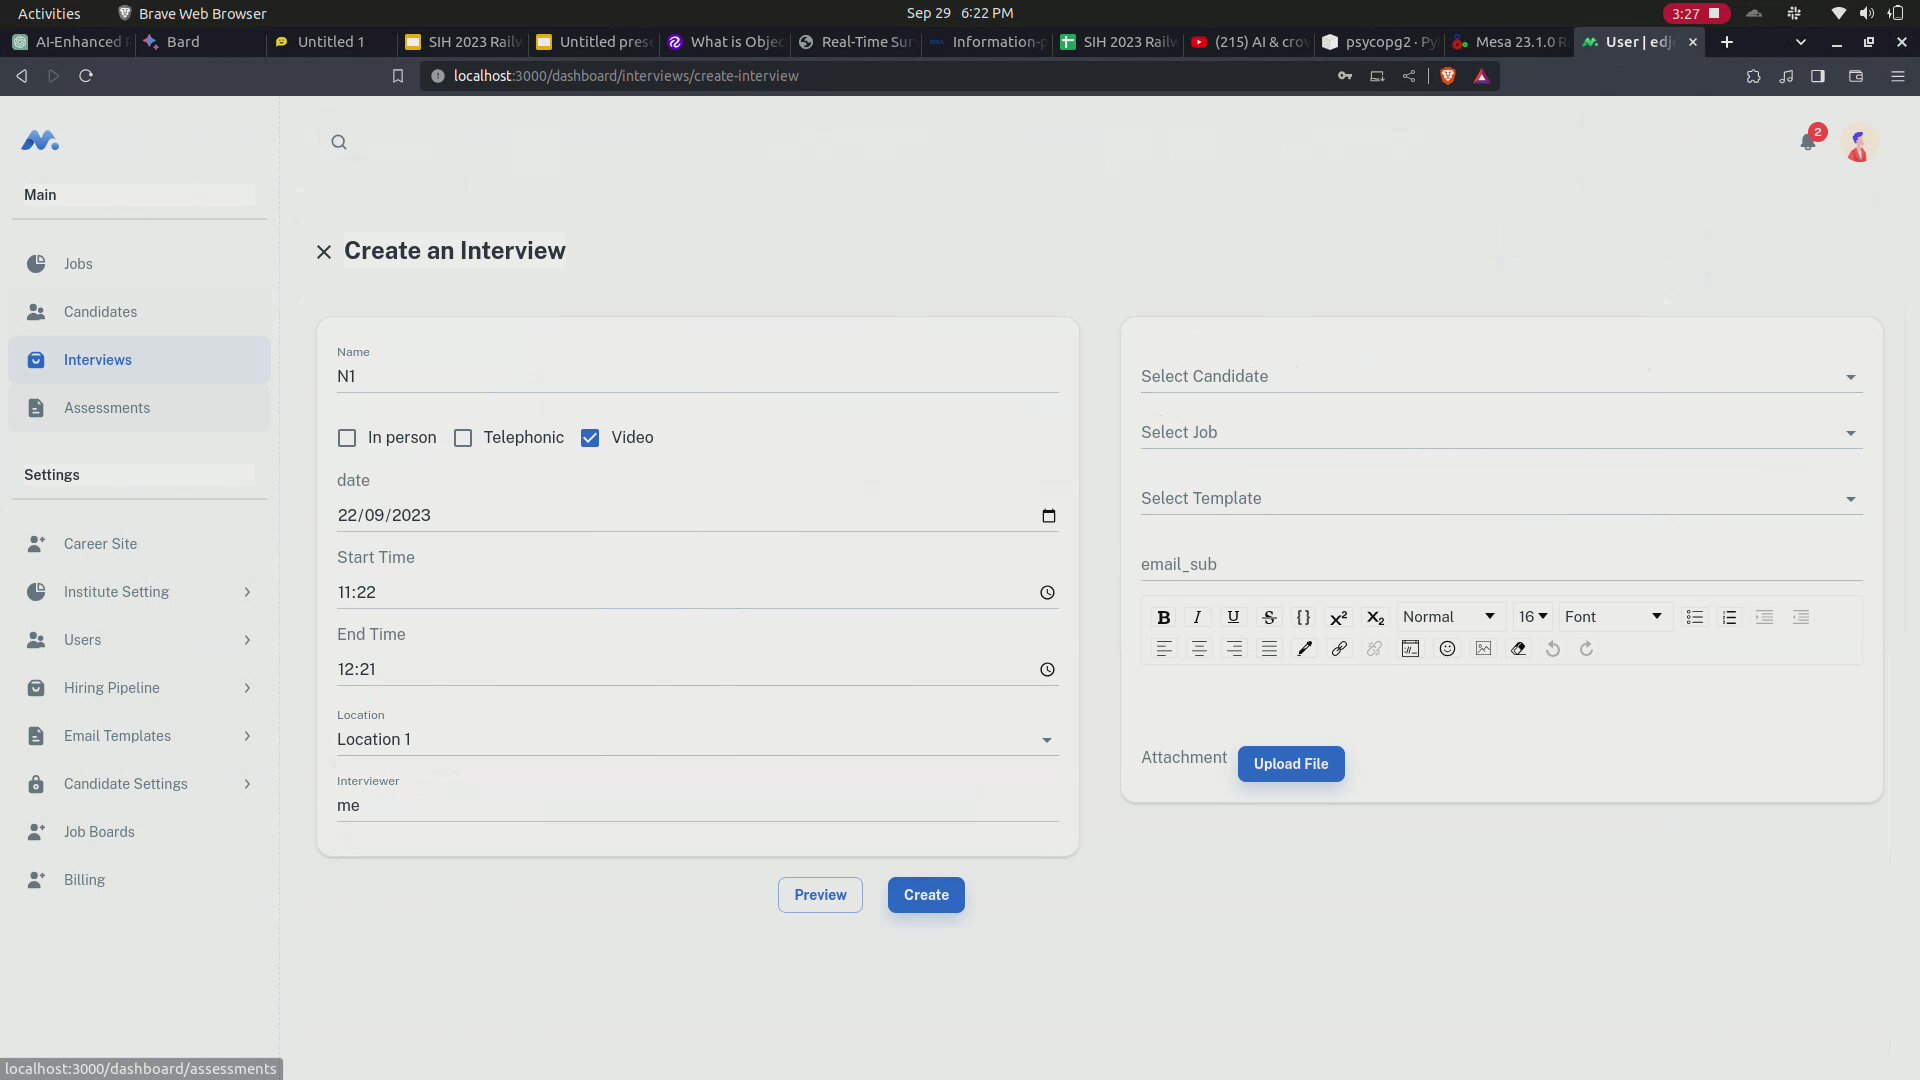 Activities Brave Web Browser Sep 29 6:22 PM 3:27
AI-Enhanced Bard Untitled 1 SIH 2023 Railw Untitled prese What is Objec Real-Time Sur Information-p SIH 2023 Railw (215) AI & crow psycopg2 · Py Mesa 23.1.0 R User | edjo
localhost:3000/dashboard/interviews/create-interview
2
Main
Jobs
Candidates
Interviews
Assessments
Settings
Career Site
Institute Setting
Users
Hiring Pipeline
Email Templates
Candidate Settings
Job Boards
Billing
Create an Interview
Name
N1
In person Telephonic Video
date
22/09/2023
Start Time
11:22
End Time
12:21
Location
Location 1
Interviewer
me
Select Candidate
Select Job
Select Template
email_sub
Normal 16 Font
Attachment Upload File
Preview Create
localhost:3000/dashboard/assessments